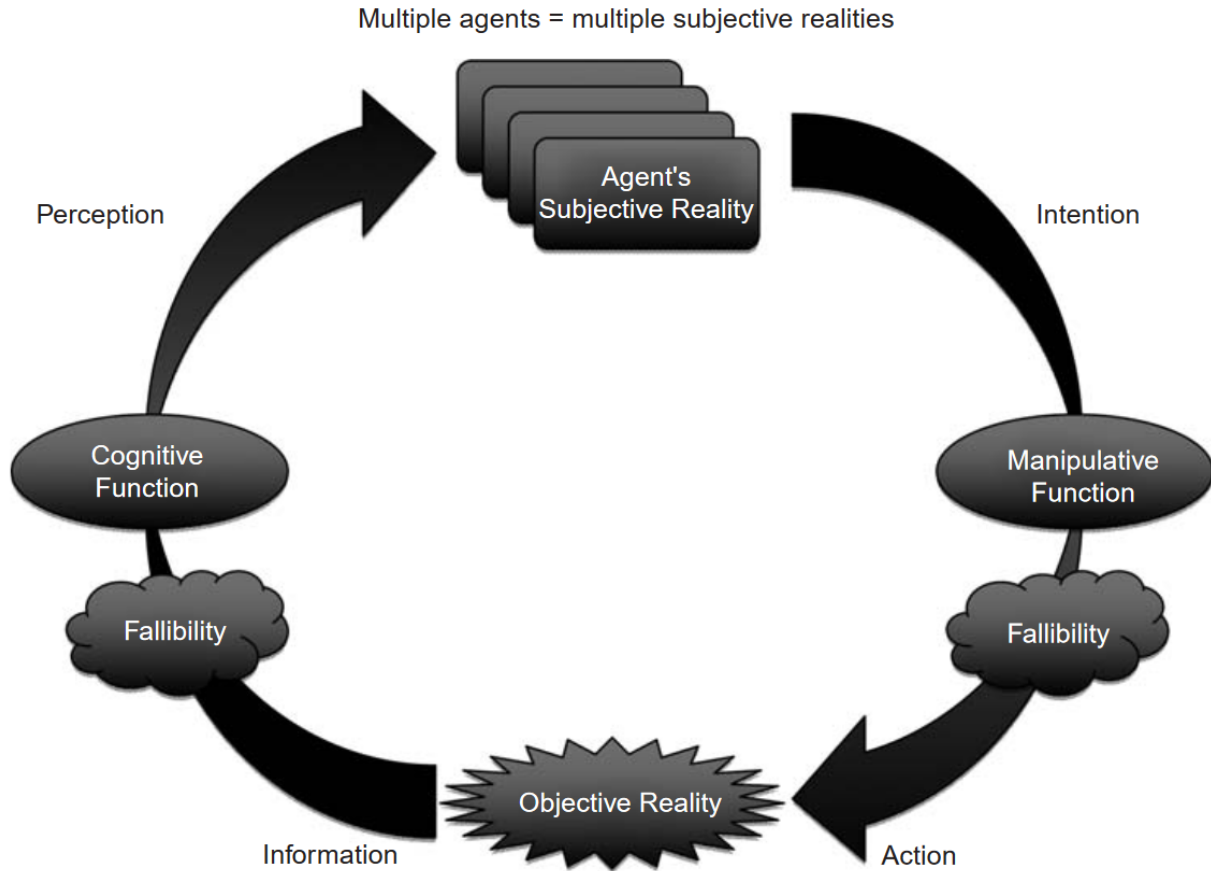 Multiple agents = multiple subjective realities
Agent's
Subjective Reality
Perception
Intention
Cognitive
Function
Manipulative
Function
Fallibility
Fallibility
Objective Reality
Information
Action